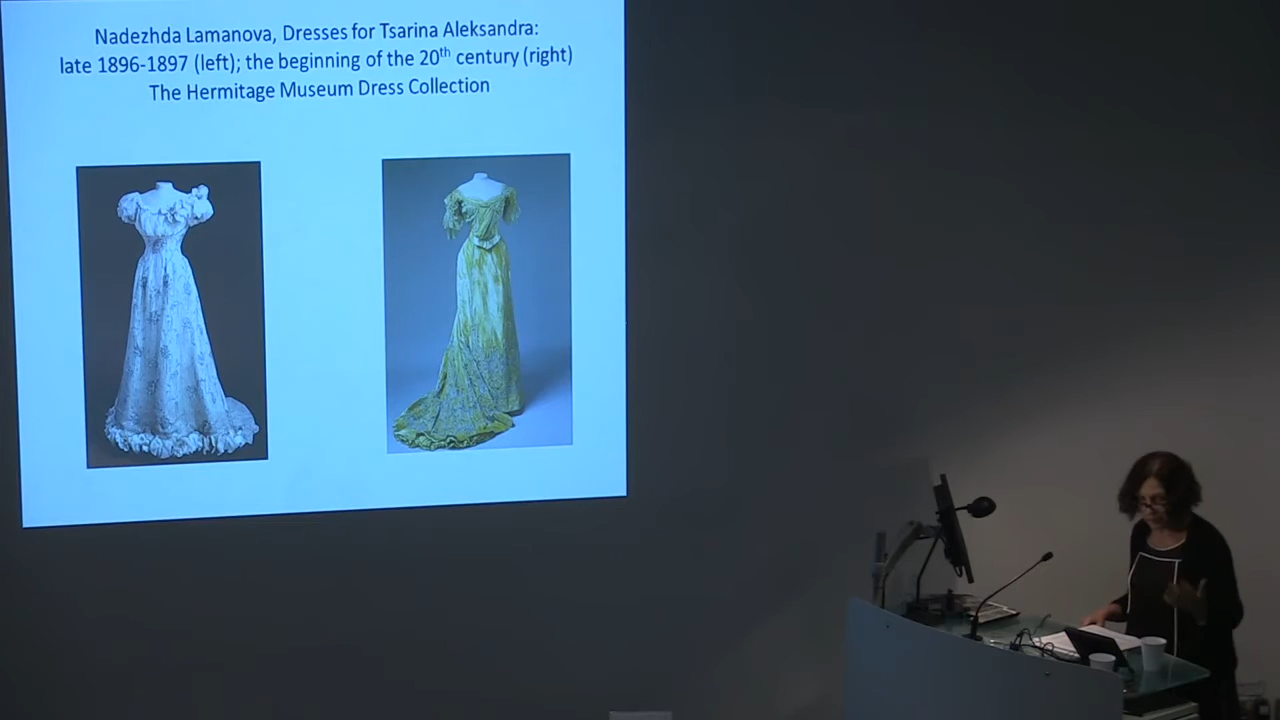 Nadezhda Lamanova, Dresses for Tsarina Aleksandra:
late 1896-1897 (left); the beginning of the 20th century (right)
The Hermitage Museum Dress Collection